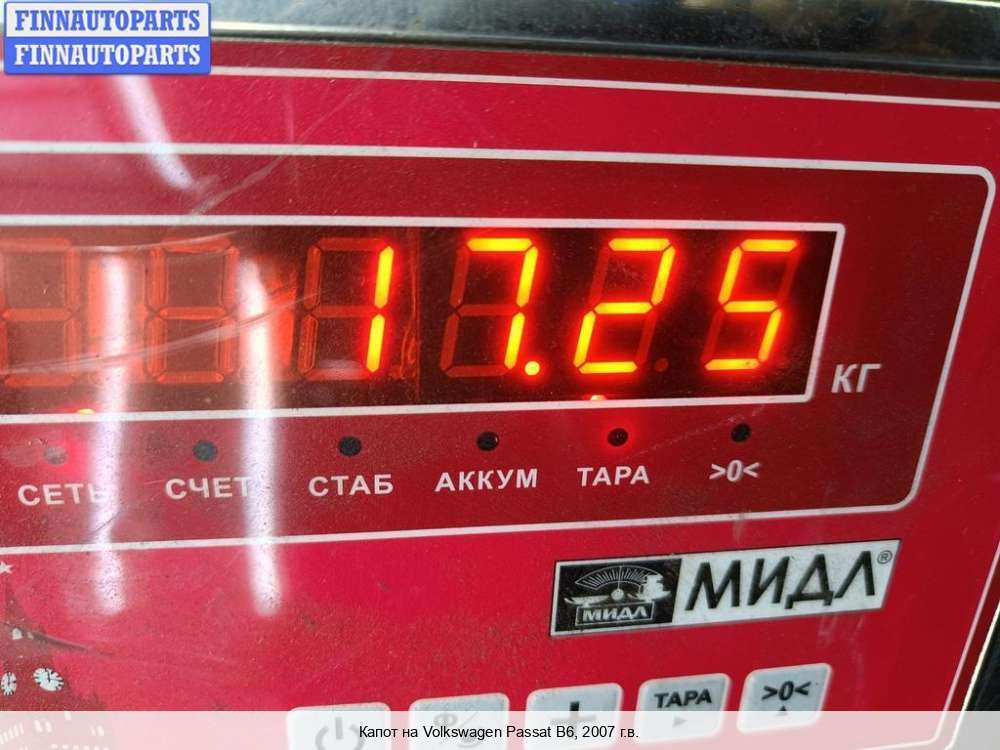 FINNAUTOPARTS
FINNAUTOPARTS
17.25
КГ
СЕТЬ СЧЕТ СТАБ АККУМ ТАРА >0<
МИДЛ МИДЛ®
ТАРА >0<
Капот на Volkswagen Passat B6, 2007 г.в.